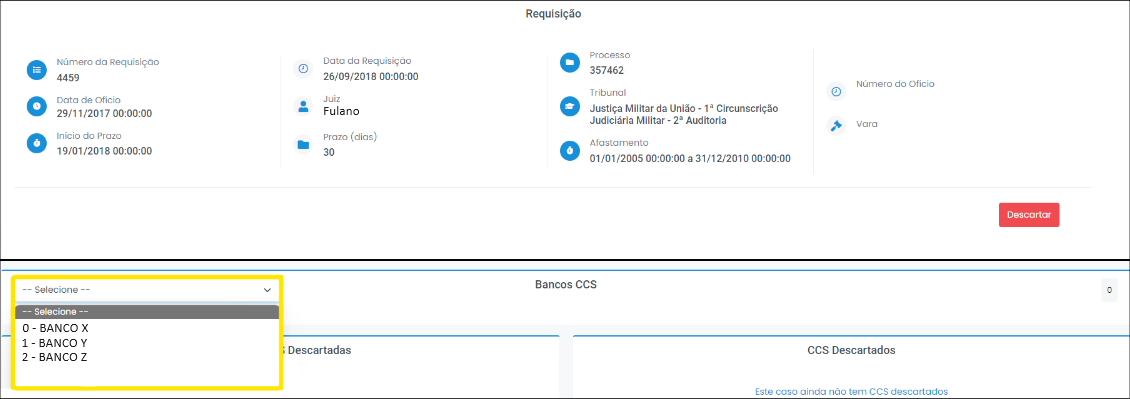 Requisição
Número da Requisição
4459
Data de Ofício
29/11/2017 00:00:00
Início do Prazo
19/01/2018 00:00:00
Data da Requisição
26/09/2018 00:00:00
Juiz
Fulano
Prazo (dias)
30
Processo
357462
Tribunal
Justiça Militar da União - 1ª Circunscrição
Judiciária Militar - 2ª Auditoria
Afastamento
01/01/2005 00:00:00 a 31/12/2010 00:00:00
Número do Ofício
Vara
Descartar
-- Selecione --
Bancos CCS
0
-- Selecione --
0 - BANCO X
1 - BANCO Y
2 - BANCO Z
Descartadas
CCS Descartados
Este caso ainda não tem CCS descartados